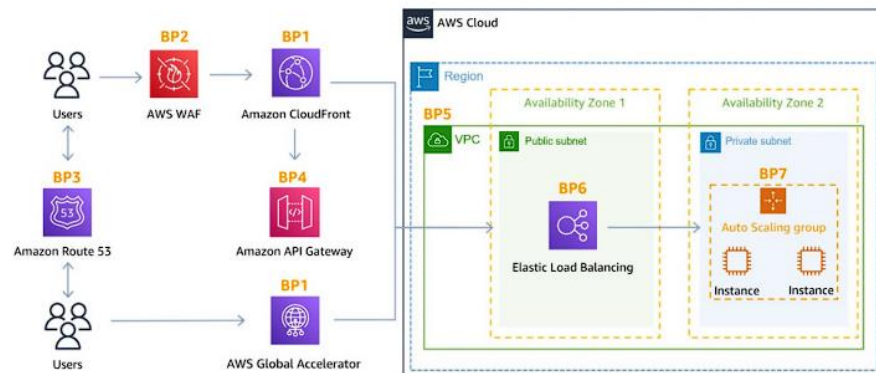 aws AWS Cloud
BP2 BP1
Region
Users AWS WAF Amazon CloudFront
Availability Zone 1 Availability Zone 2
BP5
VPC Public subnet Private subnet
BP3 BP4
BP6 BP7
53
Auto Scaling group
Amazon Route 53 Amazon API Gateway
Elastic Load Balancing
BP1
Instance Instance
Users AWS Global Accelerator